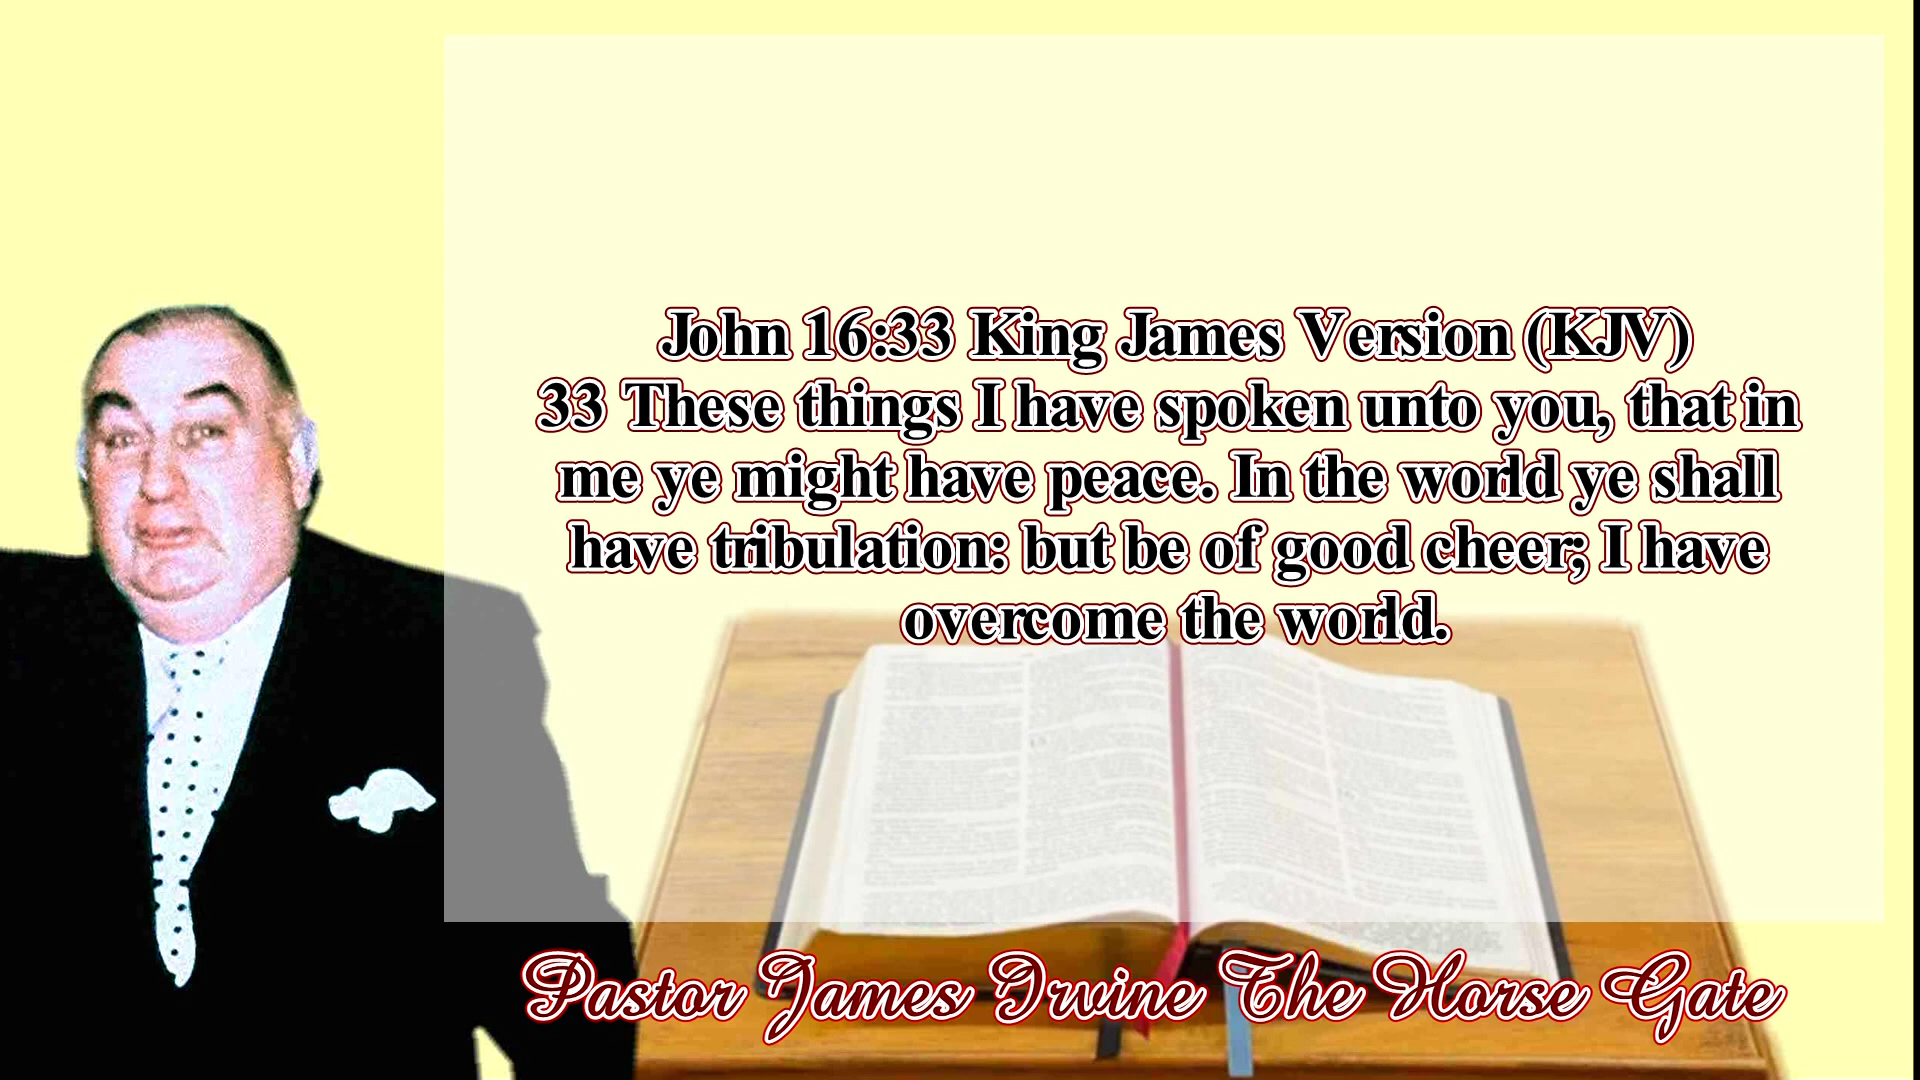 John 16:33 King James Version (KJV)
33 These things I have spoken unto you, that in
me ye might have peace. In the world ye shall
have tribulation: but be of good cheer; I have
overcome the world.
Pastor James Irvine The Horse Gate